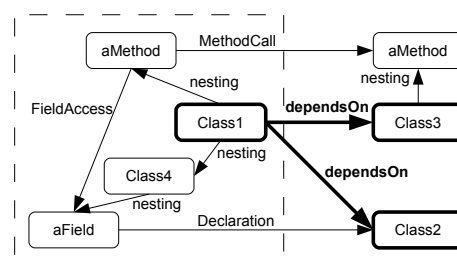 aMethod
MethodCall
aMethod
nesting
nesting
FieldAccess
dependsOn
Class1
Class3
nesting
Class4
dependsOn
nesting
Declaration
aField
Class2